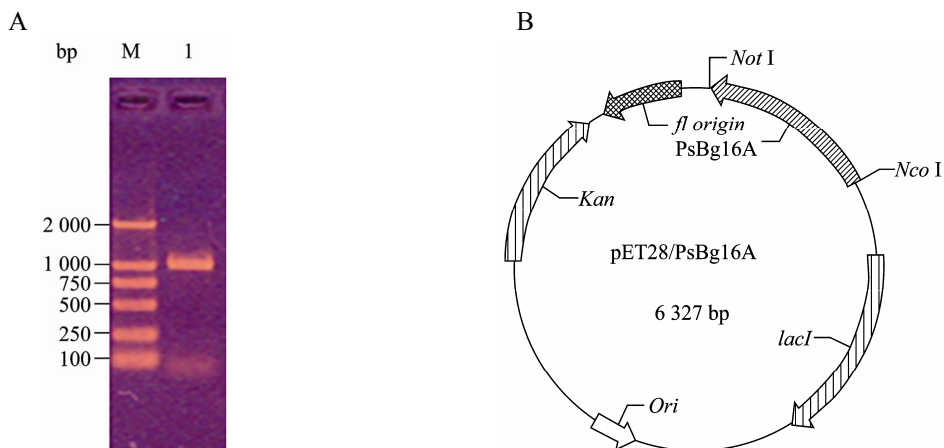 A
bp M 1
2 000
1 000
750
500
250
100
B
Not I
fl origin
PsBg16A
Nco I
Kan
pET28/PsBg16A
6 327 bp
lacI
Ori